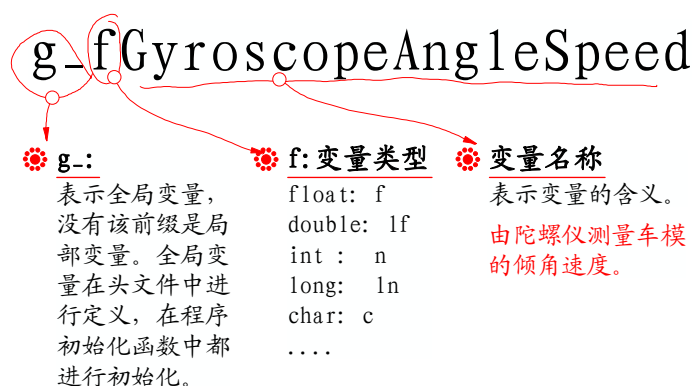 g_fGyroscopeAngleSpeed
g_:
表示全局变量，
没有该前缀是局
部变量。全局变
量在头文件中进
行定义，在程序
初始化函数中都
进行初始化。
f:变量类型
float: f
double: lf
int : n
long: ln
char: c
....
变量名称
表示变量的含义。
由陀螺仪测量车模
的倾角速度。